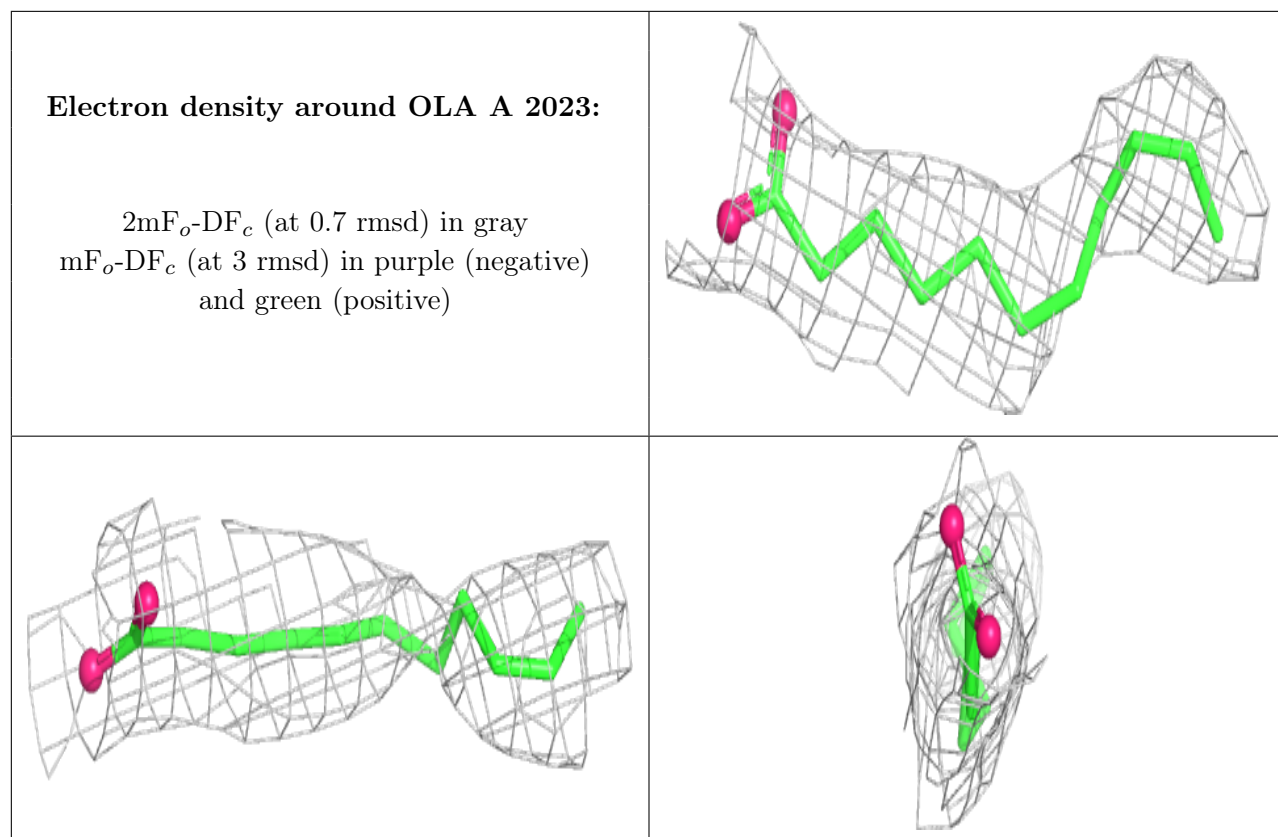 Electron density around OLA A 2023:
2mFₒ-DF𝒸 (at 0.7 rmsd) in gray
mFₒ-DF𝒸 (at 3 rmsd) in purple (negative)
and green (positive)